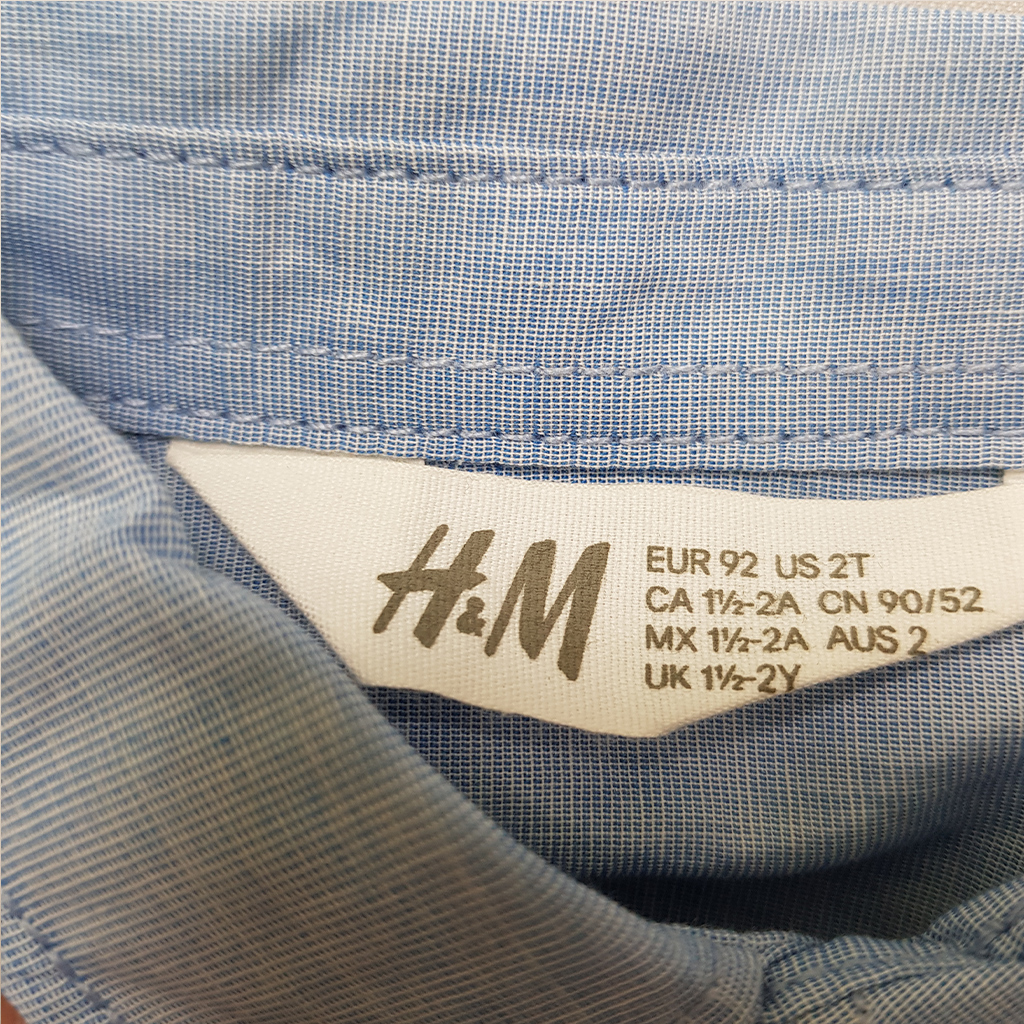 H&M
EUR 92 US 2T
CA 1½-2A CN 90/52
MX 1½-2A AUS 2
UK 1½-2Y